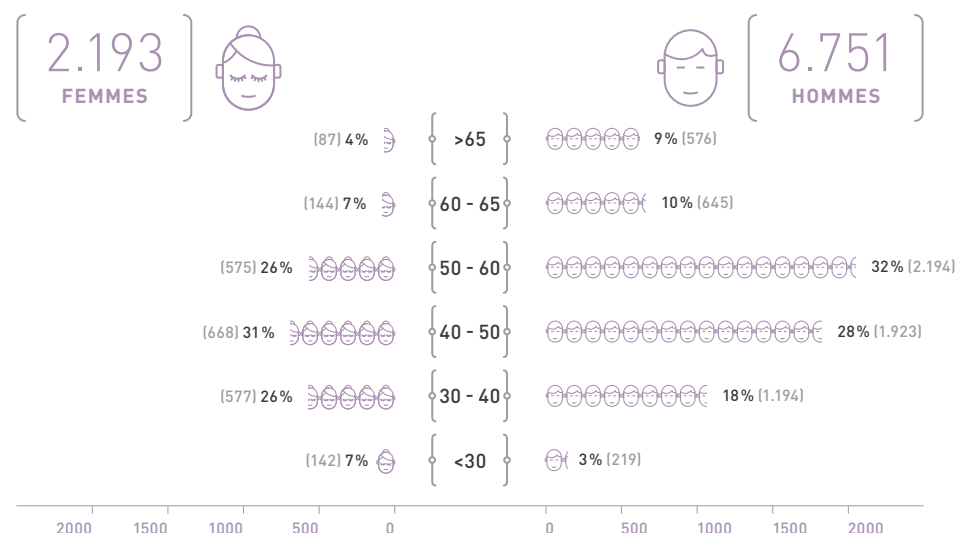 2.193
FEMMES
6.751
HOMMES
(87) 4% >65 9% (576)
(144) 7% 60 - 65 10% (645)
(575) 26% 50 - 60 32% (2.194)
(668) 31% 40 - 50 28% (1.923)
(577) 26% 30 - 40 18% (1.194)
(142) 7% <30 3% (219)
2000 1500 1000 500 0 0 500 1000 1500 2000